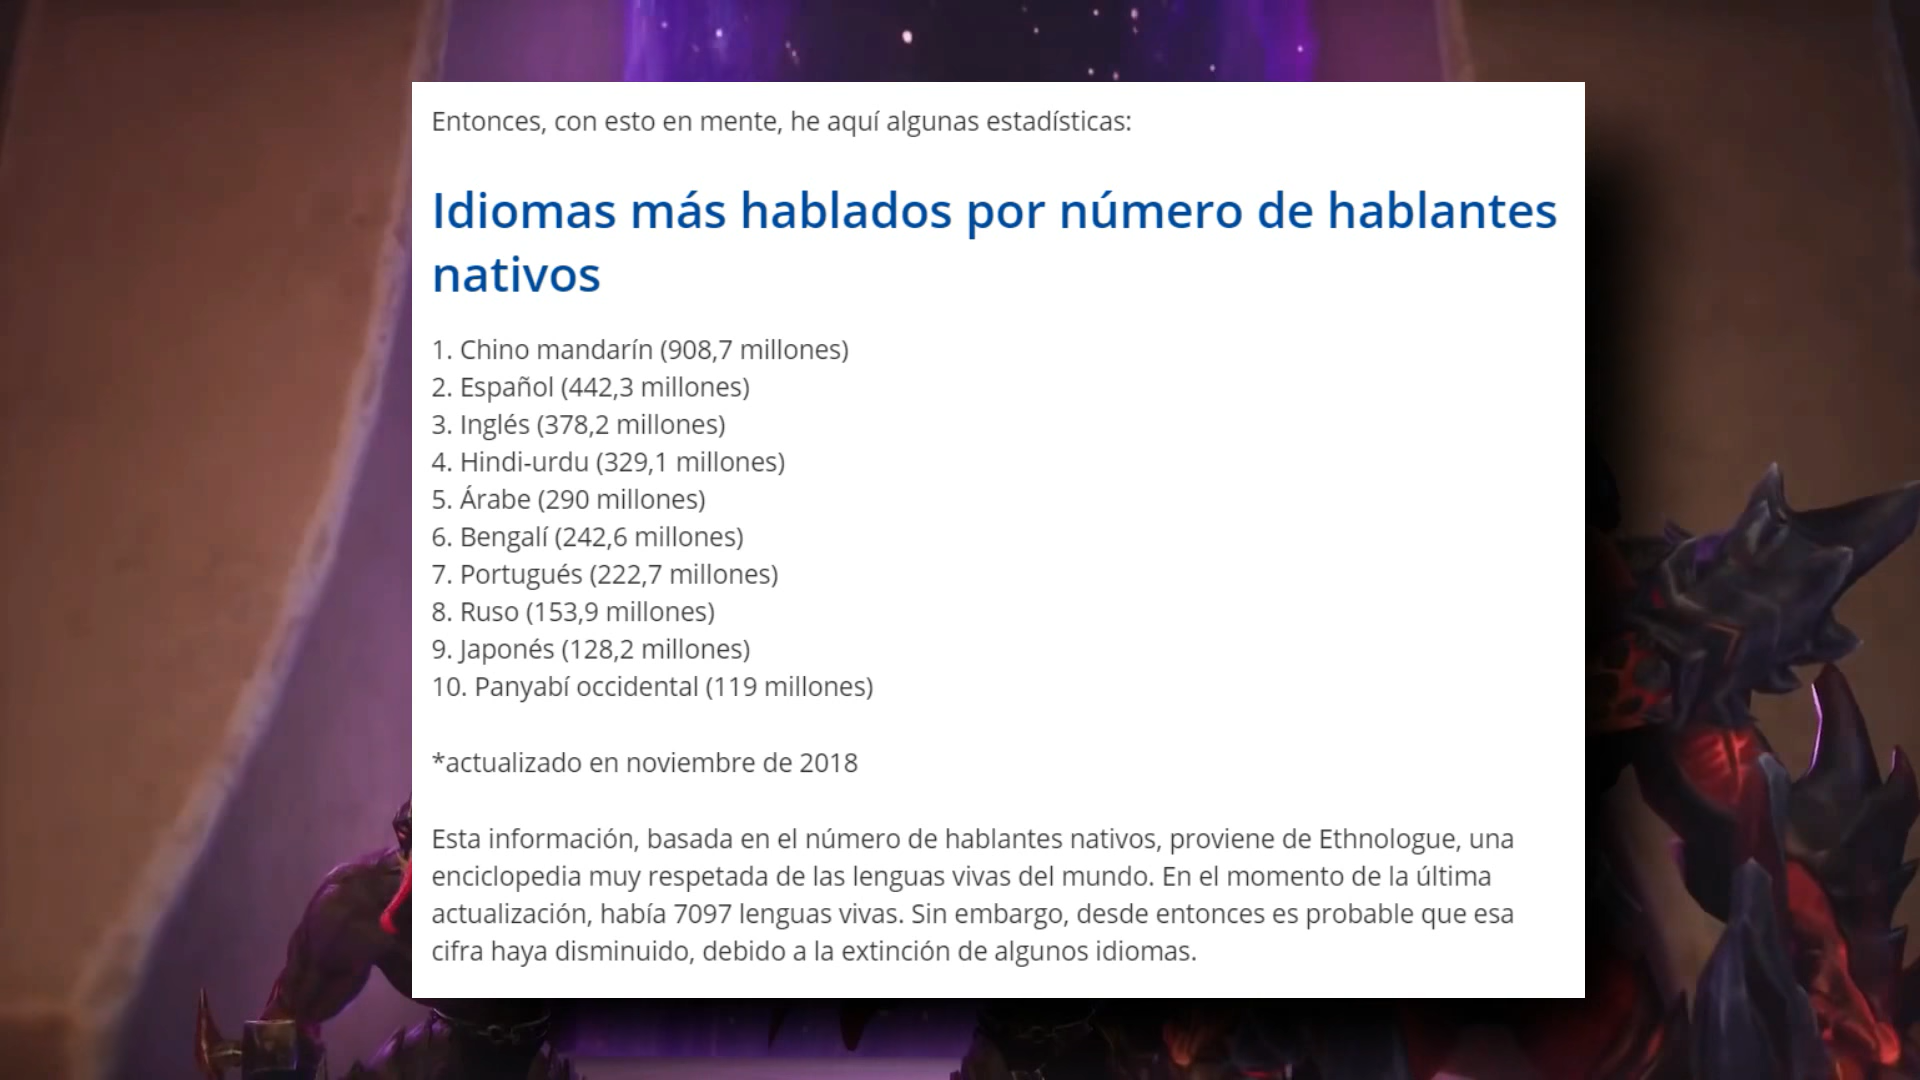 Entonces, con esto en mente, he aquí algunas estadísticas:
Idiomas más hablados por número de hablantes
nativos
1. Chino mandarín (908,7 millones)
2. Español (442,3 millones)
3. Inglés (378,2 millones)
4. Hindi-urdu (329,1 millones)
5. Árabe (290 millones)
6. Bengalí (242,6 millones)
7. Portugués (222,7 millones)
8. Ruso (153,9 millones)
9. Japonés (128,2 millones)
10. Panyabí occidental (119 millones)
*actualizado en noviembre de 2018
Esta información, basada en el número de hablantes nativos, proviene de Ethnologue, una
enciclopedia muy respetada de las lenguas vivas del mundo. En el momento de la última
actualización, había 7097 lenguas vivas. Sin embargo, desde entonces es probable que esa
cifra haya disminuido, debido a la extinción de algunos idiomas.